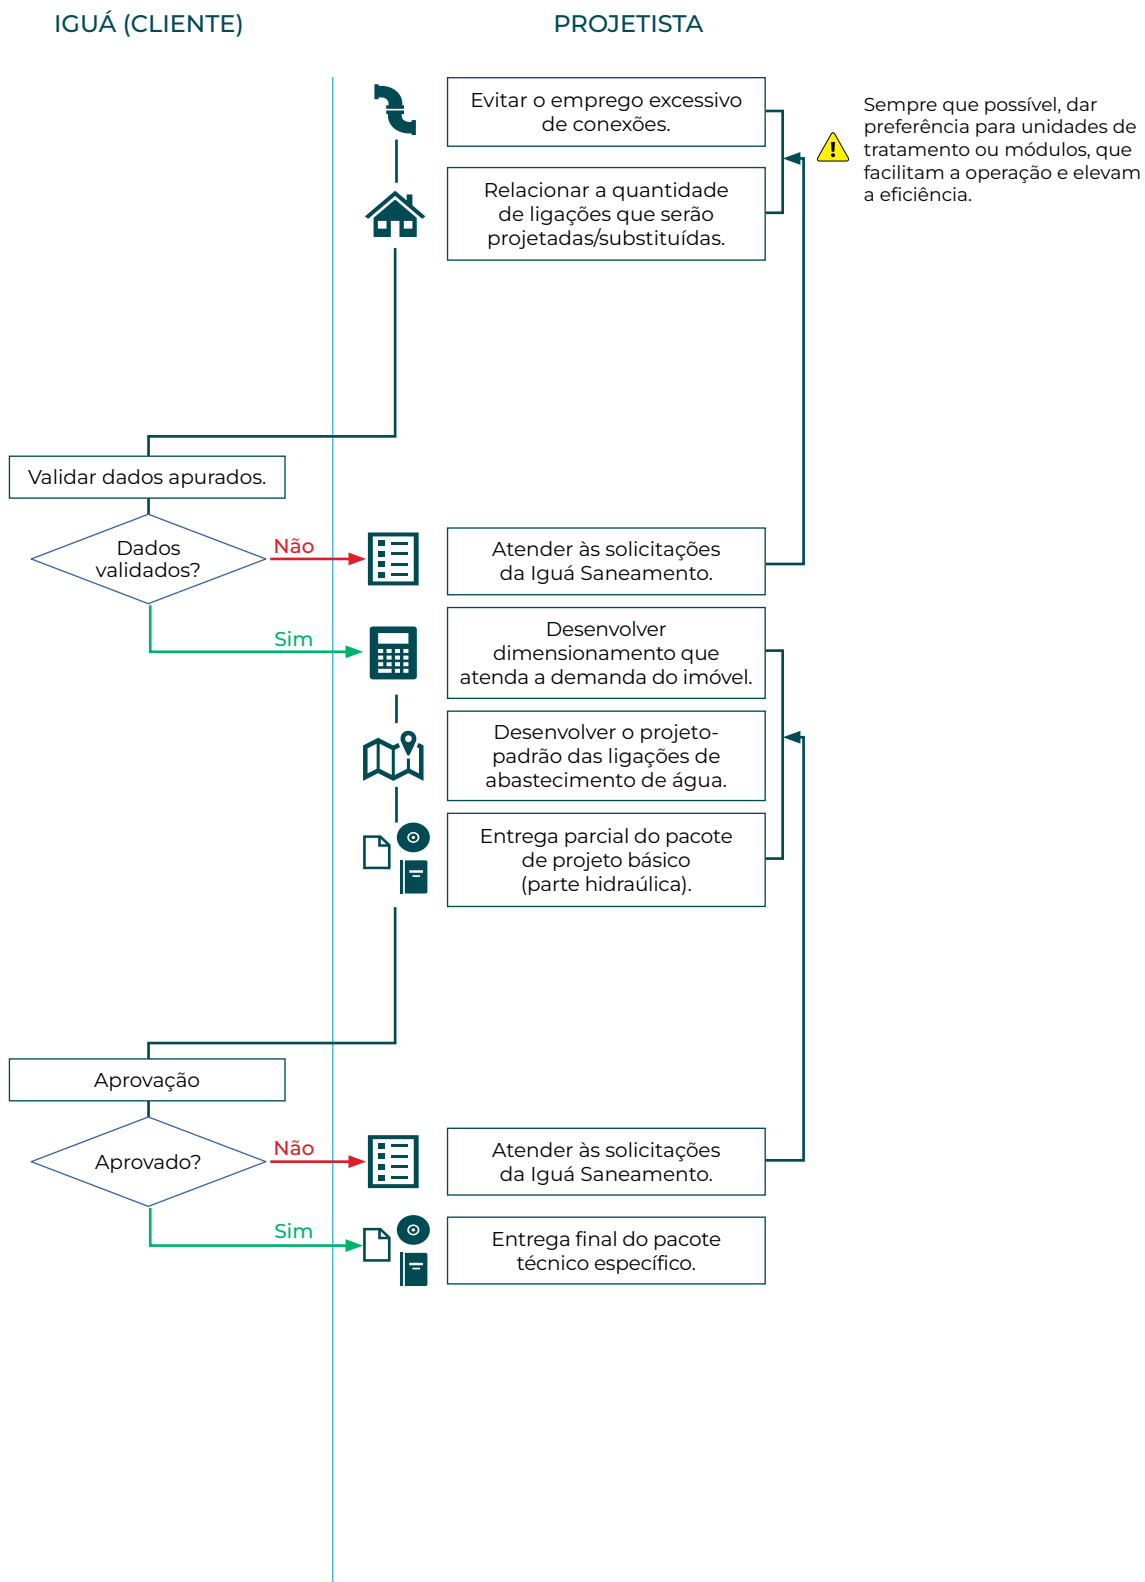 IGUÁ (CLIENTE)
PROJETISTA
Evitar o emprego excessivo
de conexões.
Sempre que possível, dar
preferência para unidades de
tratamento ou módulos, que
facilitam a operação e elevam
a eficiência.
Relacionar a quantidade
de ligações que serão
projetadas/substituídas.
Validar dados apurados.
Dados
validados?
Não
Atender às solicitações
da Iguá Saneamento.
Sim
Desenvolver
dimensionamento que
atenda a demanda do imóvel.
Desenvolver o projeto-
padrão das ligações de
abastecimento de água.
Entrega parcial do pacote
de projeto básico
(parte hidraúlica).
Aprovação
Aprovado?
Não
Atender às solicitações
da Iguá Saneamento.
Sim
Entrega final do pacote
técnico específico.